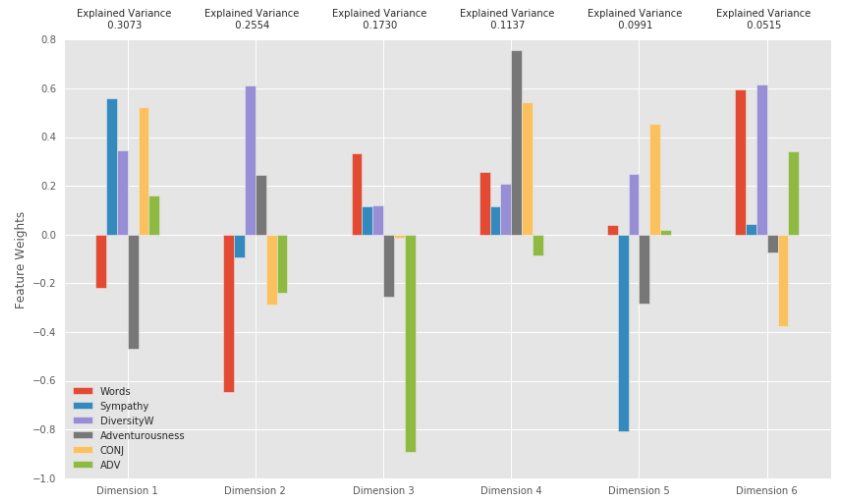 Explained Variance Explained Variance Explained Variance Explained Variance Explained Variance Explained Variance
0.3073 0.2554 0.1730 0.1137 0.0991 0.0515
0.8
0.6
0.4
0.2
0.0
−0.2
−0.4
−0.6
−0.8
−1.0
Feature Weights
Words
Sympathy
DiversityW
Adventurousness
CONJ
ADV
Dimension 1 Dimension 2 Dimension 3 Dimension 4 Dimension 5 Dimension 6